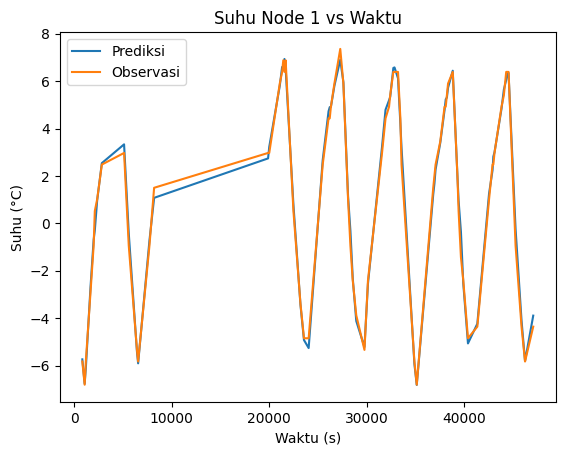 Suhu Node 1 vs Waktu
Prediksi
Observasi
Suhu (°C)
8
6
4
2
0
−2
−4
−6
0 10000 20000 30000 40000
Waktu (s)